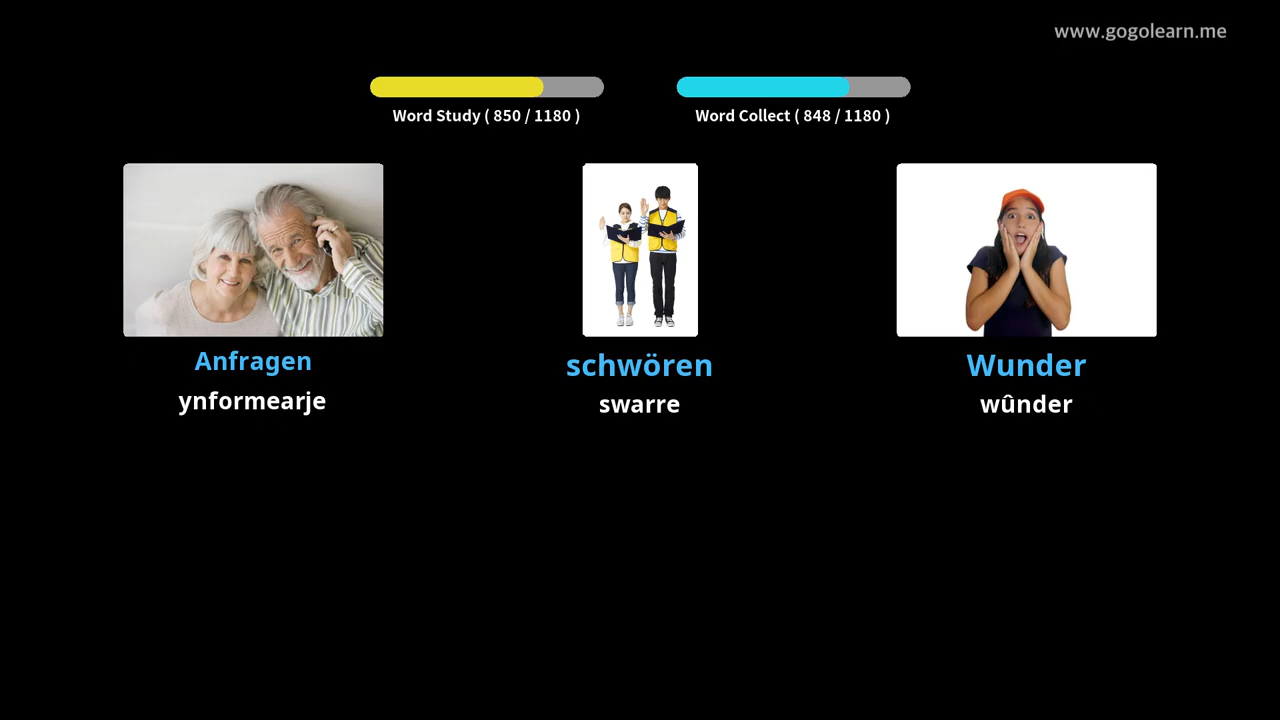 www.gogolearn.me
Word Study ( 850 / 1180 )
Word Collect ( 848 / 1180 )
Anfragen
ynformearje
schwören
swarre
Wunder
wûnder